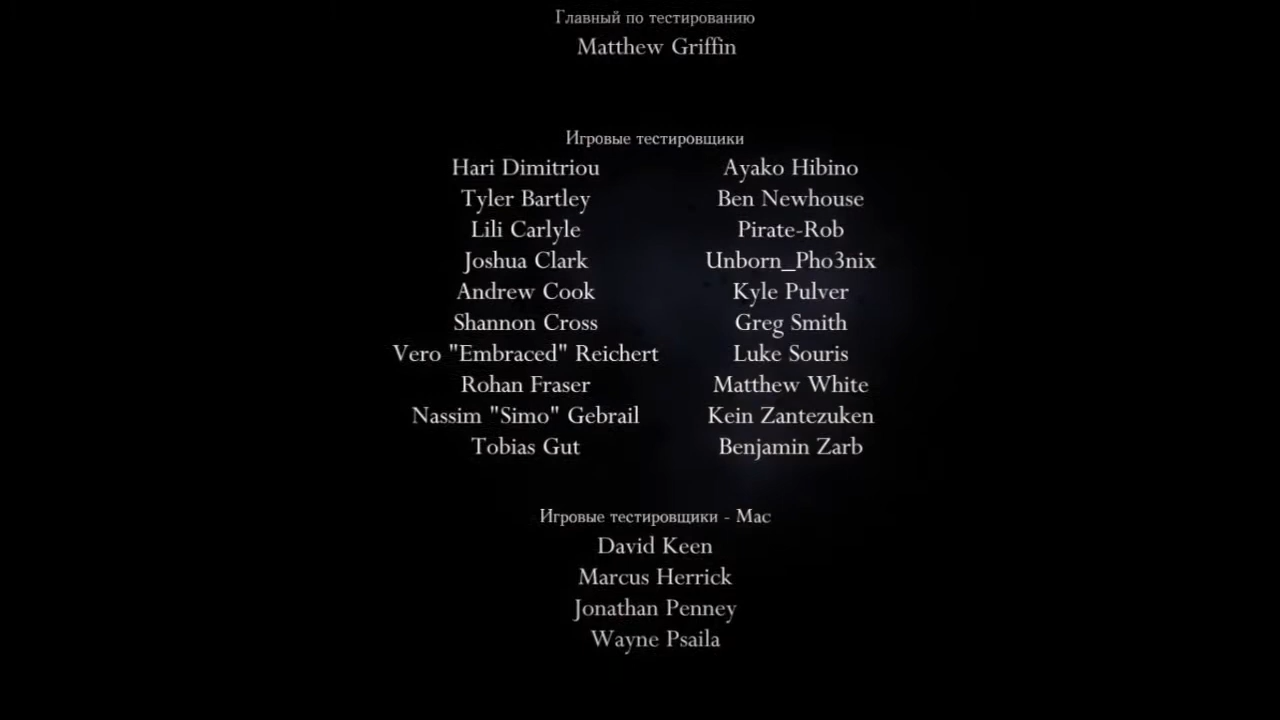 Главный по тестированию
Matthew Griffin
Игровые тестировщики
Hari Dimitriou
Tyler Bartley
Lili Carlyle
Joshua Clark
Andrew Cook
Shannon Cross
Vero "Embraced" Reichert
Rohan Fraser
Nassim "Simo" Gebrail
Tobias Gut
Ayako Hibino
Ben Newhouse
Pirate-Rob
Unborn_Pho3nix
Kyle Pulver
Greg Smith
Luke Souris
Matthew White
Kein Zantezuken
Benjamin Zarb
Игровые тестировщики - Mac
David Keen
Marcus Herrick
Jonathan Penney
Wayne Psaila